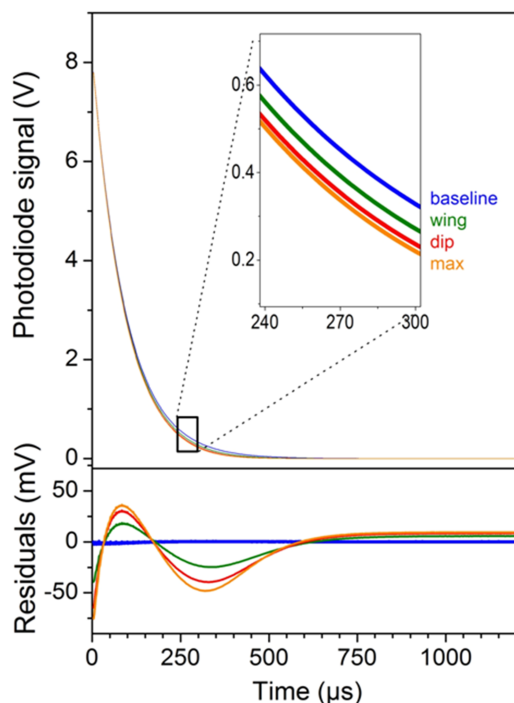 Photodiode signal (V)
8
6
4
2
0
0.6
0.4
0.2
240
270
300
baseline
wing
dip
max
Residuals (mV)
50
0
-50
0
250
500
750
1000
Time (μs)